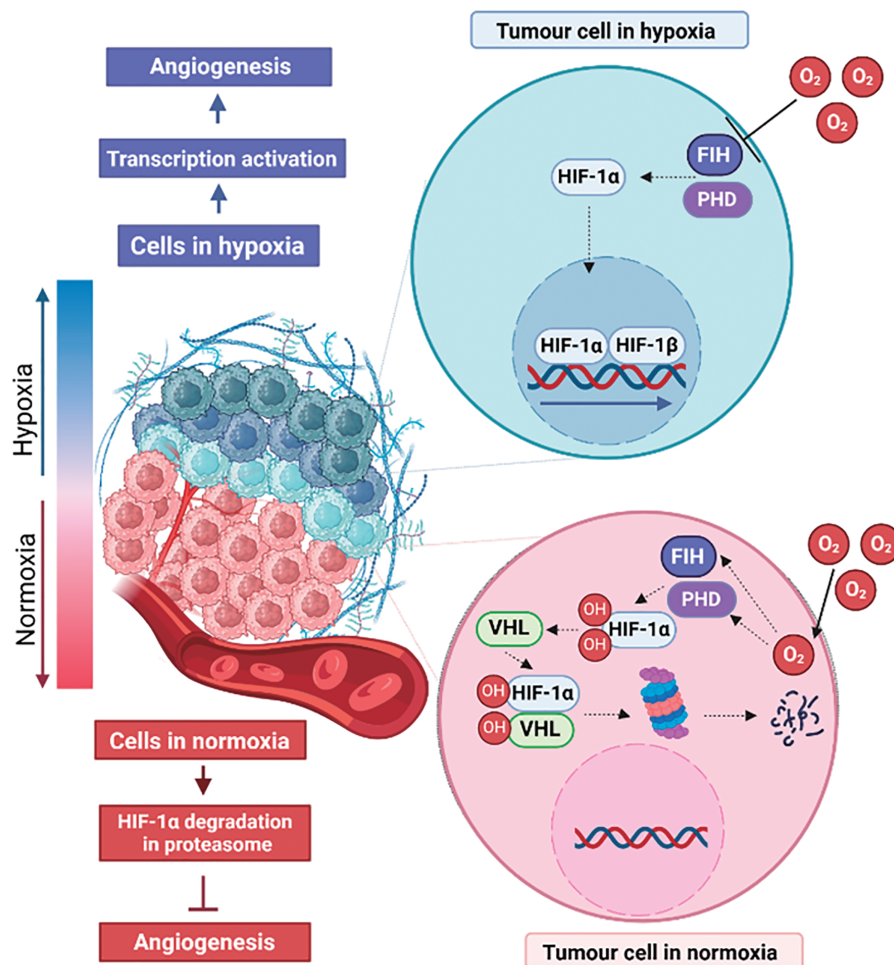 Tumour cell in hypoxia
Angiogenesis
Transcription activation
Cells in hypoxia
O₂
O₂
O₂
FIH
PHD
HIF-1α
HIF-1α
HIF-1β
Hypoxia
Normoxia
O₂
O₂
O₂
FIH
PHD
O₂
OH
OH
HIF-1α
VHL
OH
HIF-1α
OH
VHL
Cells in normoxia
HIF-1α degradation
in proteasome
Angiogenesis
Tumour cell in normoxia